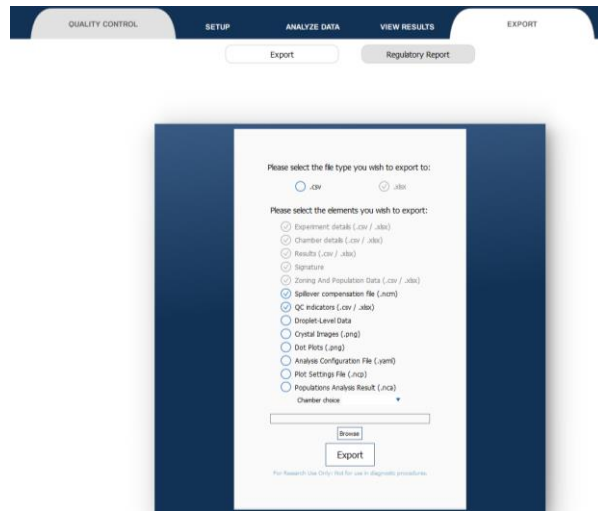 QUALITY CONTROL SETUP ANALYZE DATA VIEW RESULTS EXPORT
Export Regulatory Report
Please select the file type you wish to export to:
.csv .xlsx
Please select the elements you wish to export:
Experiment details (.csv / .xlsx)
Chamber details (.csv / .xlsx)
Results (.csv / .xlsx)
Signature
Zoning And Population Data (.csv / .xlsx)
Spillover compensation file (.ncm)
QC indicators (.csv / .xlsx)
Droplet-Level Data
Crystal Images (.png)
Dot Plots (.png)
Analysis Configuration File (.yaml)
Plot Settings File (.ncp)
Populations Analysis Result (.nca)
Chamber choice
Browse
Export
For Research Use Only. Not for use in diagnostic procedures.